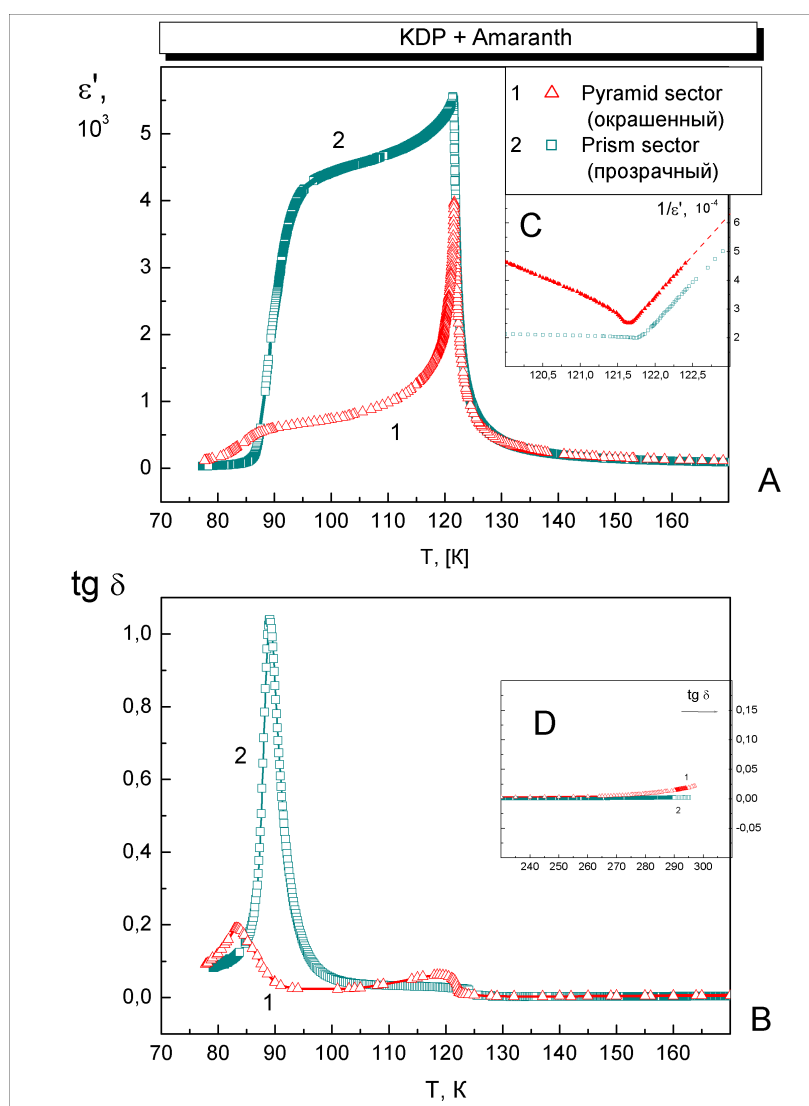 KDP + Amaranth
ε',
10³
1 Pyramid sector
(окрашенный)
2 Prism sector
(прозрачный)
5
4
3
2
1
0
2
1
C
1/ε', 10⁻⁴
6
5
4
3
2
120,5 121,0 121,5 122,0 122,5
A
70 80 90 100 110 120 130 140 150 160
T, [К]
tg δ
1,0
0,8
0,6
0,4
0,2
0,0
2
1
D
tg δ
0,15
0,10
0,05
0,00
-0,05
1
2
240 250 260 270 280 290 300
B
70 80 90 100 110 120 130 140 150 160
T, К